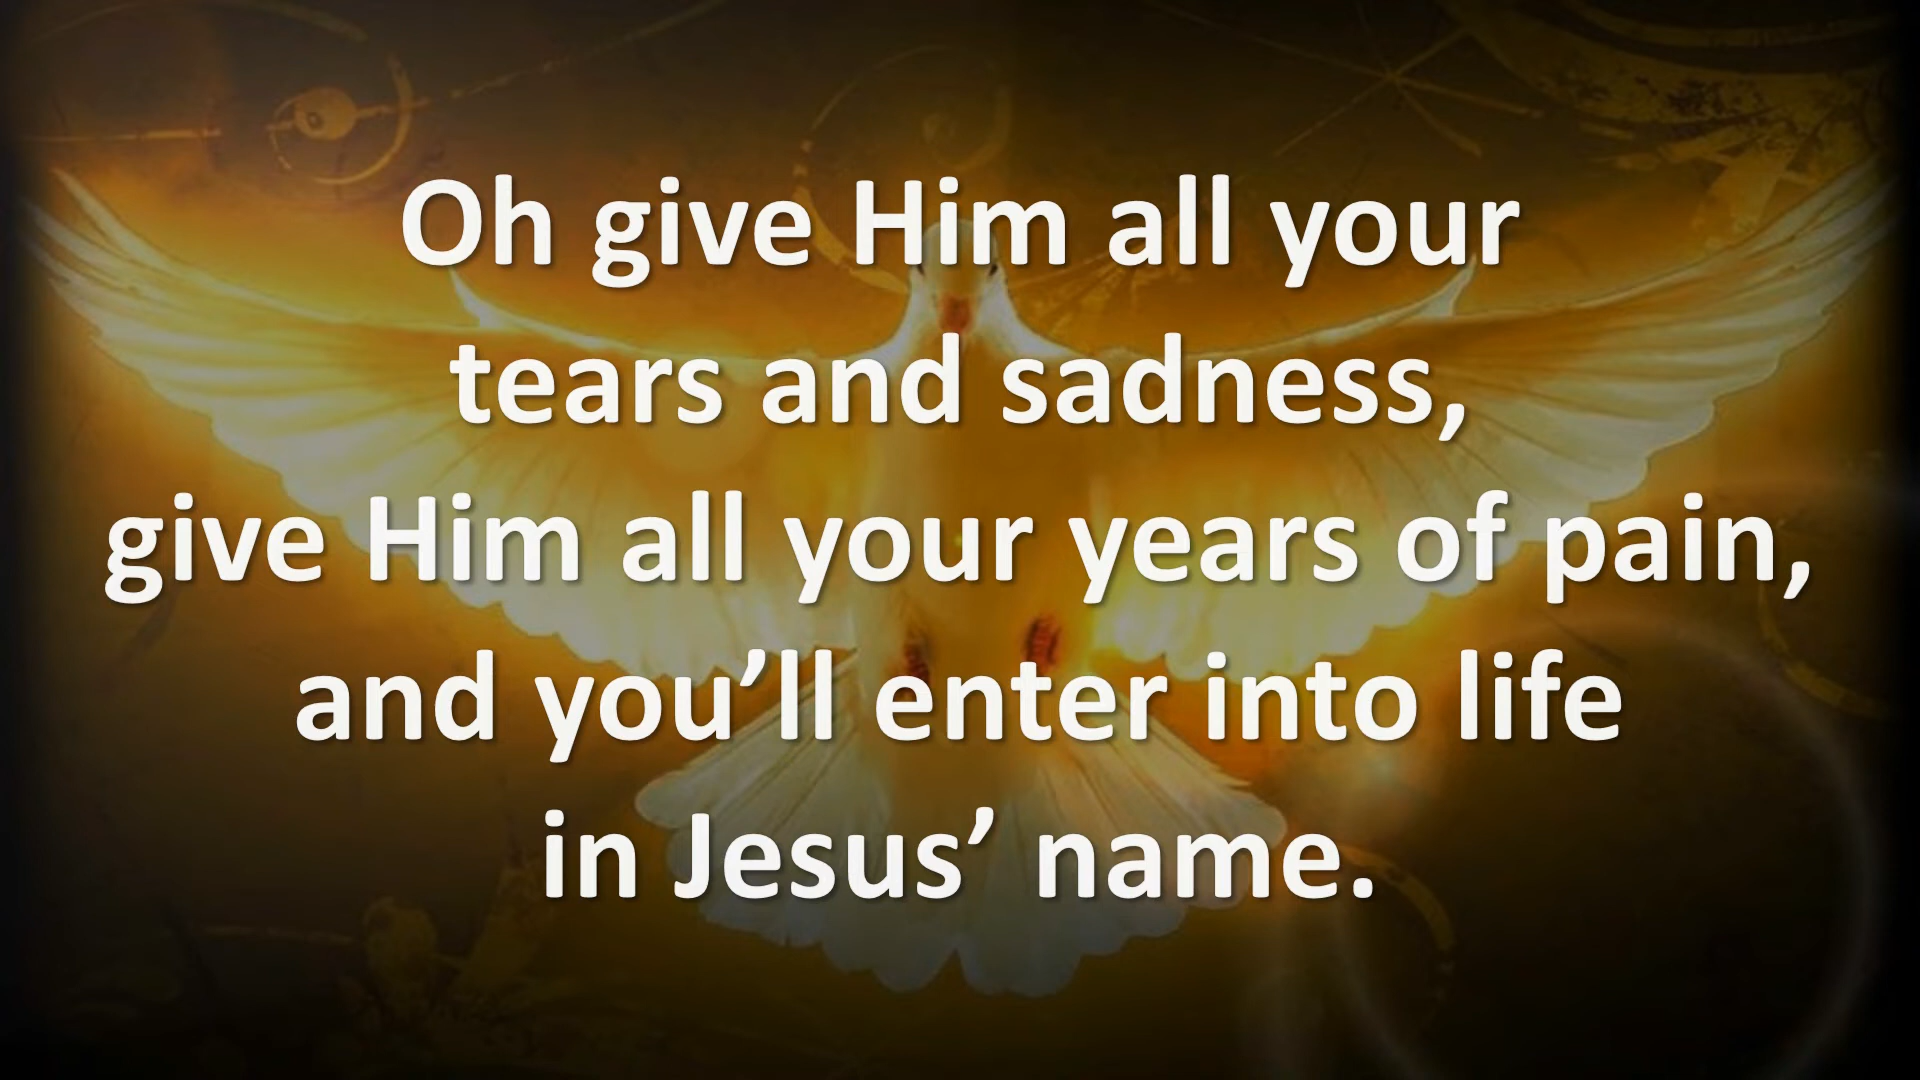 Oh give Him all your
tears and sadness,
give Him all your years of pain,
and you’ll enter into life
in Jesus’ name.